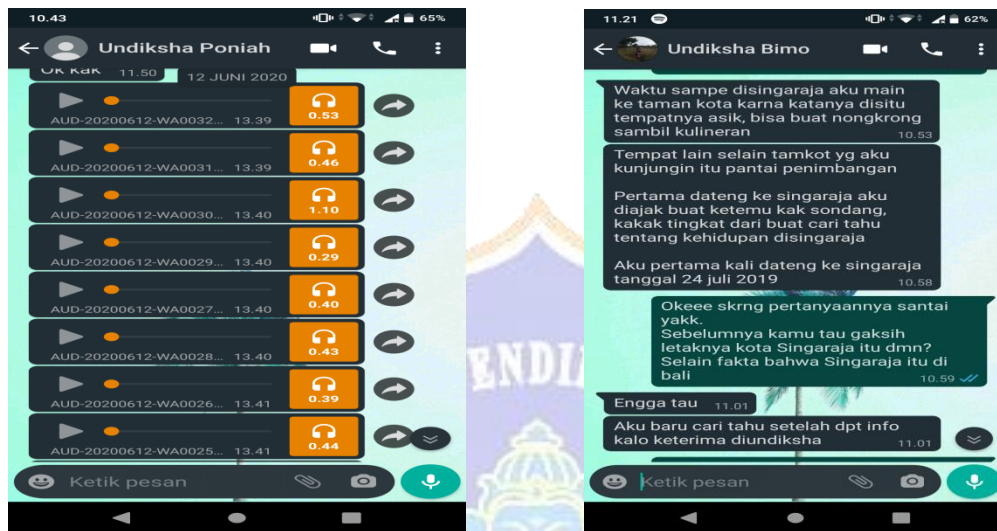 10.43
65%
Undiksha Poniah
Ok kak 11.50
12 JUNI 2020
0.53
AUD-20200612-WA0032... 13.39
0.46
AUD-20200612-WA0031... 13.39
1.10
AUD-20200612-WA0030... 13.40
0.29
AUD-20200612-WA0029... 13.40
0.40
AUD-20200612-WA0027... 13.40
0.43
AUD-20200612-WA0028... 13.40
0.39
AUD-20200612-WA0026... 13.41
0.44
AUD-20200612-WA0025... 13.41
Ketik pesan
11.21
62%
Undiksha Bimo
Waktu sampe disingaraja aku main
ke taman kota karna katanya disitu
tempatnya asik, bisa buat nongkrong
sambil kulineran
10.53
Tempat lain selain tamkot yg aku
kunjungin itu pantai penimbangan
Pertama dateng ke singaraja aku
diajak buat ketemu kak sondang,
kakak tingkat dari buat cari tahu
tentang kehidupan disingaraja
Aku pertama kali dateng ke singaraja
tanggal 24 juli 2019
10.58
Okeee skrng pertanyaannya santai
yakk.
Sebelumnya kamu tau gaksih
letaknya kota Singaraja itu dmn?
Selain fakta bahwa Singaraja itu di
bali
10.59
Engga tau 11.01
Aku baru cari tahu setelah dpt info
kalo keterima diundiksha
11.01
Ketik pesan
ENDI